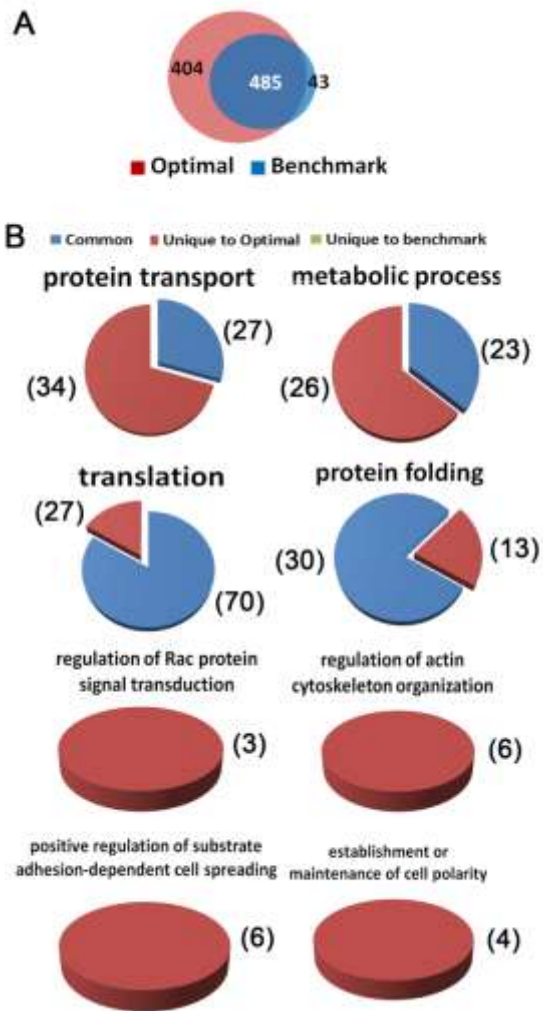 A
404
485
43
Optimal Benchmark
B
Common Unique to Optimal Unique to benchmark
protein transport
(27)
(34)
metabolic process
(23)
(26)
translation
(27)
(70)
protein folding
(30)
(13)
regulation of Rac protein
signal transduction
(3)
regulation of actin
cytoskeleton organization
(6)
positive regulation of substrate
adhesion-dependent cell spreading
(6)
establishment or
maintenance of cell polarity
(4)